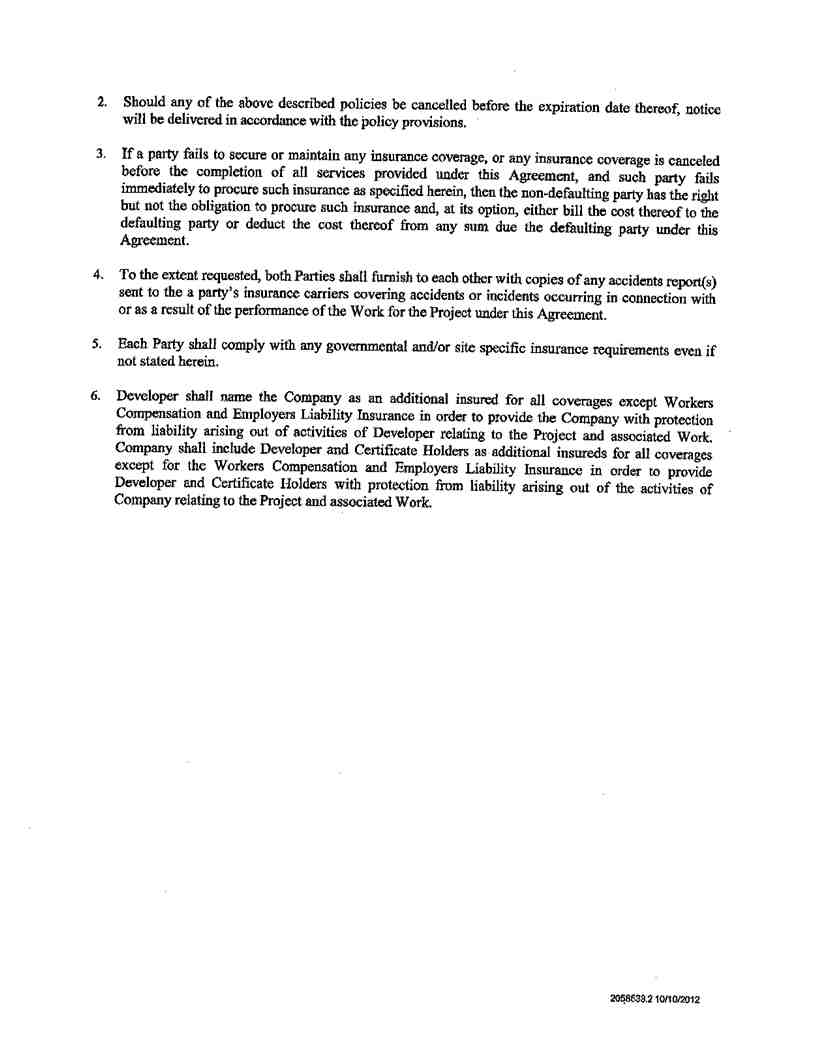 2. Should any of the above described policies be cancelled before the expiration date thereof, notice
will be delivered in accordance with the policy provisions.
3. If a party fails to secure or maintain any insurance coverage, or any insurance coverage is canceled
before the completion of all services provided under this Agreement, and such party fails
immediately to procure such insurance as specified herein, then the non-defaulting party has the right
but not the obligation to procure such insurance and, at its option, either bill the cost thereof to the
defaulting party or deduct the cost thereof from any sum due the defaulting party under this
Agreement.
4. To the extent requested, both Parties shall furnish to each other with copies of any accidents report(s)
sent to the a party's insurance carriers covering accidents or incidents occurring in connection with
or as a result of the performance of the Work for the Project under this Agreement.
5. Each Party shall comply with any governmental and/or site specific insurance requirements even if
not stated herein.
6. Developer shall name the Company as an additional insured for all coverages except Workers
Compensation and Employers Liability Insurance in order to provide the Company with protection
from liability arising out of activities of Developer relating to the Project and associated Work.
Company shall include Developer and Certificate Holders as additional insureds for all coverages
except for the Workers Compensation and Employers Liability Insurance in order to provide
Developer and Certificate Holders with protection from liability arising out of the activities of
Company relating to the Project and associated Work.
10/10/2012